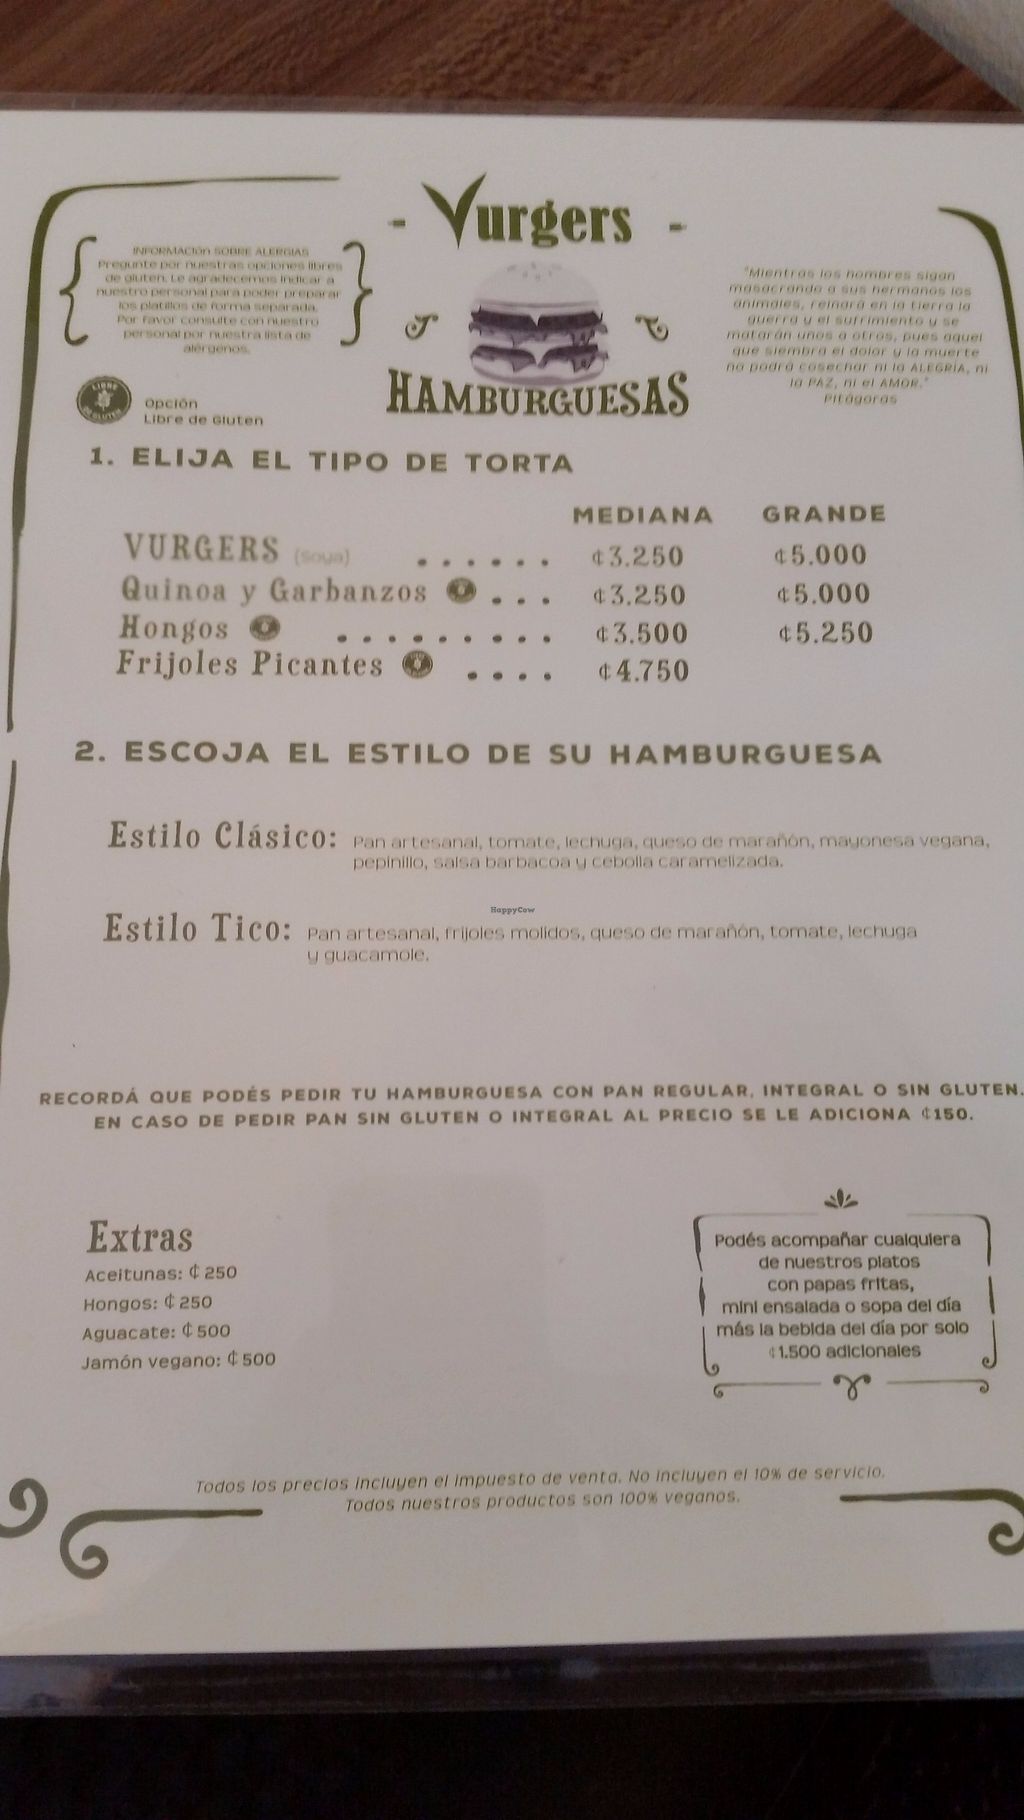 - Vurgers -
HAMBURGUESAS
INFORMACIÓN SOBRE ALERGIAS
Pregunte por nuestras opciones libres
de gluten. Le agradecemos indicar a
nuestro personal para poder preparar
los platillos de forma separada.
Por favor consulte con nuestro
personal por nuestra lista de
alérgenos.
LIBRE
DE GLUTEN
Opción
Libre de Gluten
"Mientras los hombres sigan
masacrando a sus hermanos los
animales, reinará en la tierra la
guerra y el sufrimiento y se
matarán unos a otros, pues aquel
que siembra el dolor y la muerte
no podrá cosechar ni la ALEGRÍA, ni
la PAZ, ni el AMOR."
Pitágoras
1. ELIJA EL TIPO DE TORTA
MEDIANA GRANDE
VURGERS (Soya) . . . . . . ¢3.250 ¢5.000
Quinoa y Garbanzos . . . ¢3.250 ¢5.000
Hongos . . . . . . . . . ¢3.500 ¢5.250
Frijoles Picantes . . . . ¢4.750
2. ESCOJA EL ESTILO DE SU HAMBURGUESA
Estilo Clásico: Pan artesanal, tomate, lechuga, queso de marañón, mayonesa vegana,
pepinillo, salsa barbacoa y cebolla caramelizada.
HappyCow
Estilo Tico: Pan artesanal, frijoles molidos, queso de marañón, tomate, lechuga
y guacamole.
RECORDÁ QUE PODÉS PEDIR TU HAMBURGUESA CON PAN REGULAR, INTEGRAL O SIN GLUTEN.
EN CASO DE PEDIR PAN SIN GLUTEN O INTEGRAL AL PRECIO SE LE ADICIONA ¢150.
Extras
Aceitunas: ₵ 250
Hongos: ₵ 250
Aguacate: ₵ 500
Jamón vegano: ₵ 500
Podés acompañar cualquiera
de nuestros platos
con papas fritas,
mini ensalada o sopa del día
más la bebida del día por solo
¢1.500 adicionales
Todos los precios incluyen el impuesto de venta. No incluyen el 10% de servicio.
Todos nuestros productos son 100% veganos.